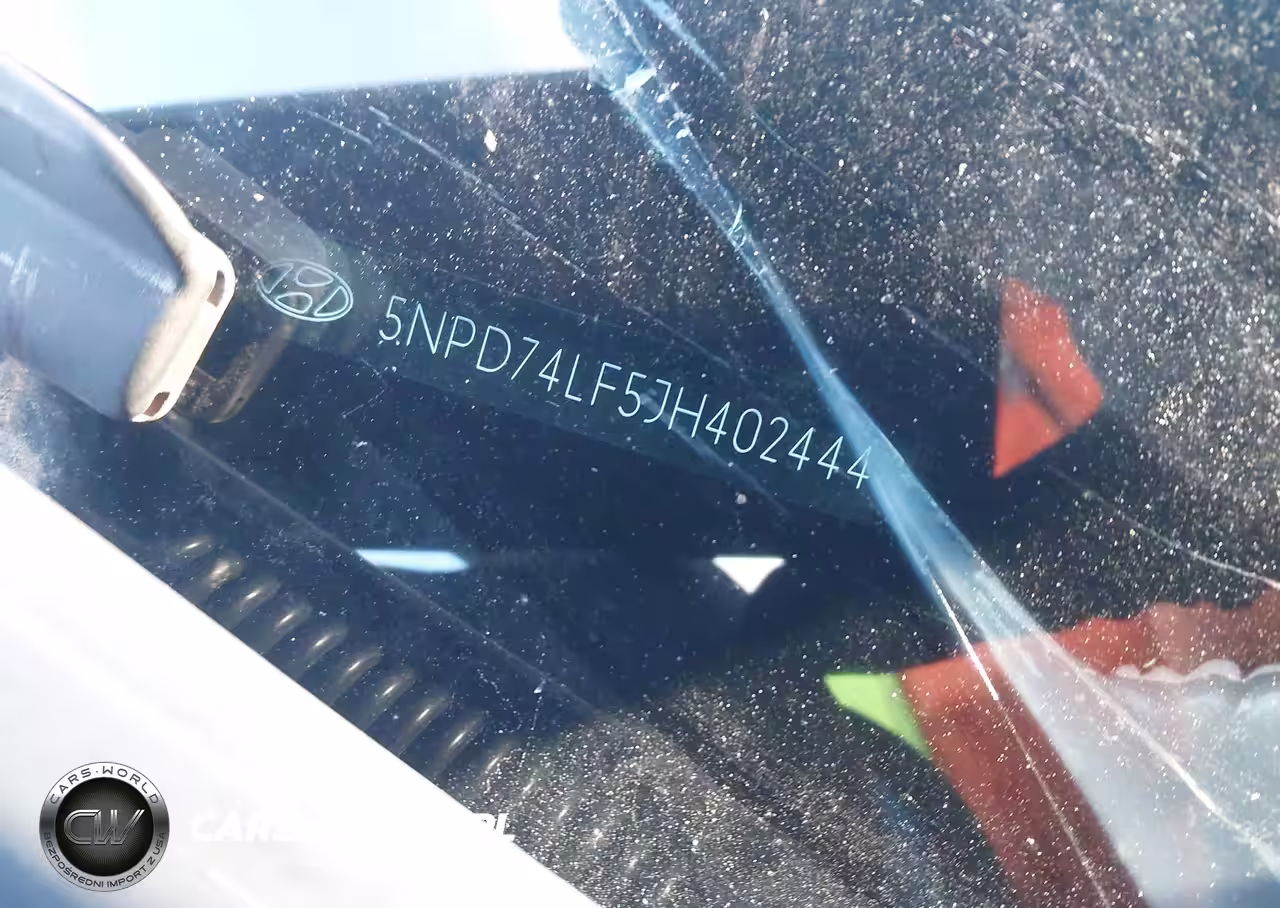 5NPD74LF5JH402444
CARS-WORLD
CW
BEZPOŚREDNI IMPORT Z USA